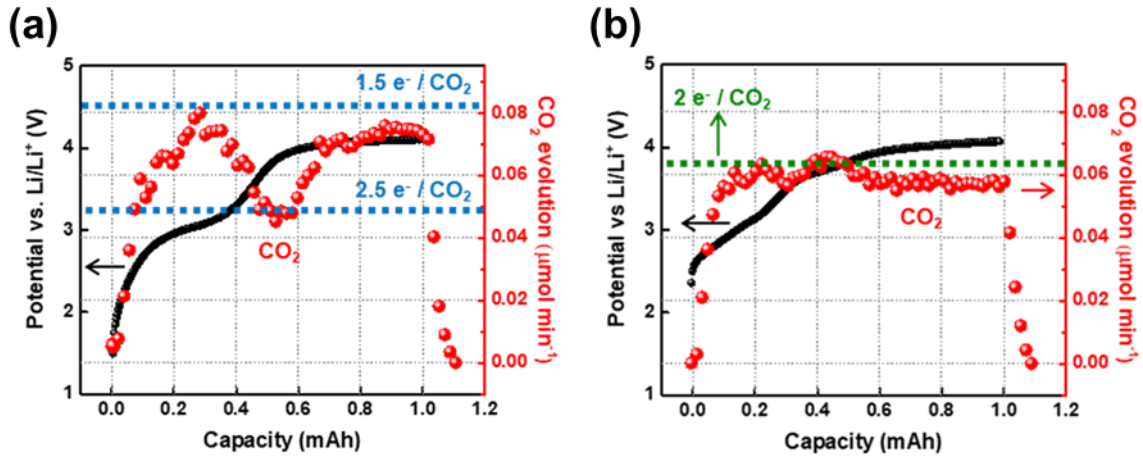 (a)
5
4
3
2
1
Potential vs. Li/Li⁺ (V)
1.5 e⁻ / CO₂
2.5 e⁻ / CO₂
CO₂
0.08
0.06
0.04
0.02
0.00
CO₂ evolution (μmol min⁻¹)
0.0 0.2 0.4 0.6 0.8 1.0 1.2
Capacity (mAh)
(b)
5
4
3
2
1
Potential vs Li/Li⁺ (V)
2 e⁻ / CO₂
CO₂
0.08
0.06
0.04
0.02
0.00
CO₂ evolution (μmol min⁻¹)
0.0 0.2 0.4 0.6 0.8 1.0 1.2
Capacity (mAh)